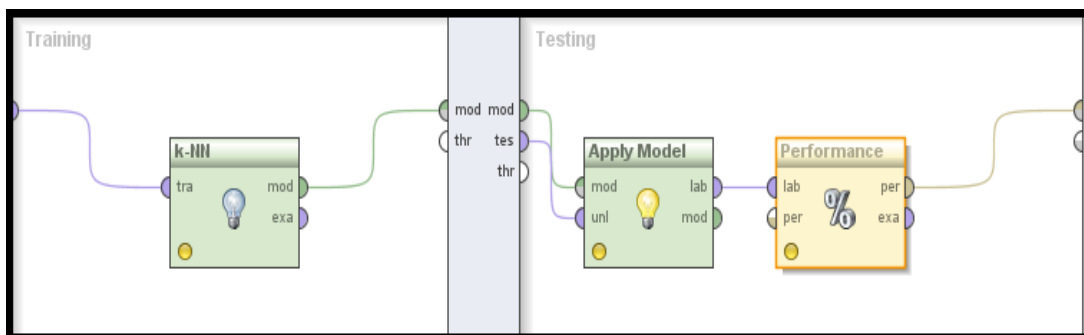 Training
Testing
mod mod
thr tes
thr
k-NN
tra mod
exa
Apply Model
mod lab
unl mod
Performance
lab per
per exa
%